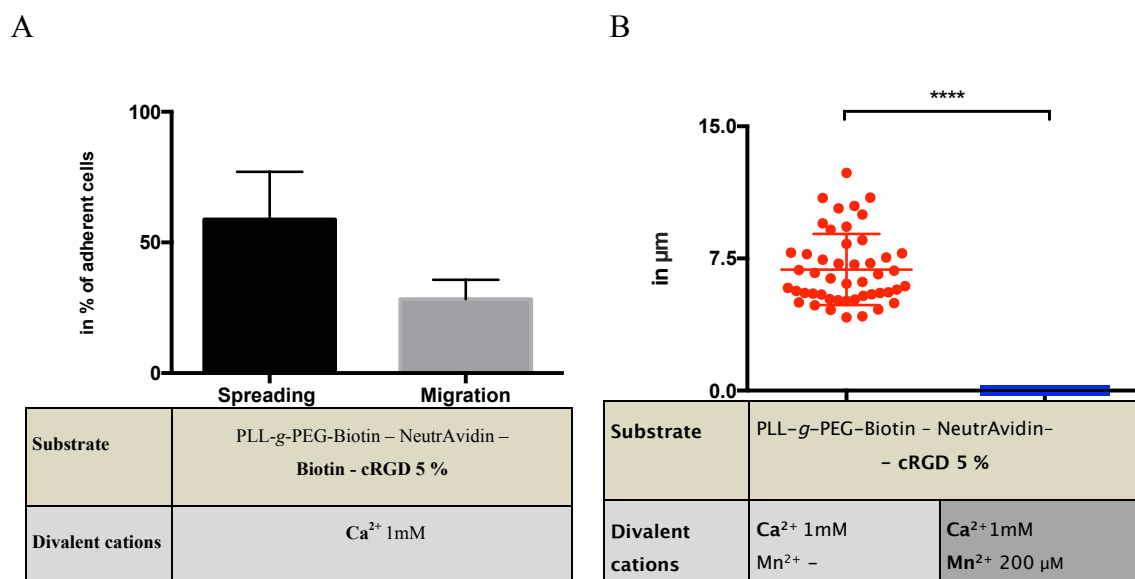 A
B
in % of adherent cells
100
50
0
Spreading
Migration
Substrate
PLL-g-PEG-Biotin – NeutrAvidin –
Biotin - cRGD 5 %
Divalent cations
Ca²⁺ 1mM
****
in µm
15.0
7.5
0.0
Substrate
PLL-g-PEG-Biotin - NeutrAvidin-
- cRGD 5 %
Divalent
cations
Ca²⁺ 1mM
Mn²⁺ -
Ca²⁺1mM
Mn²⁺ 200 µM